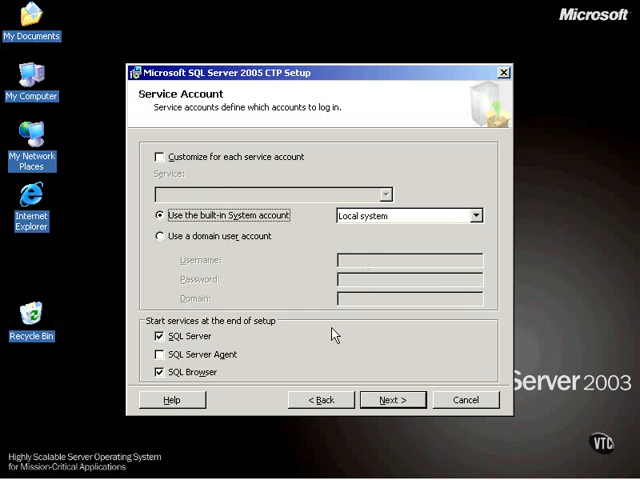 Microsoft
My Documents
My Computer
My Network
Places
Internet
Explorer
Recycle Bin
Microsoft SQL Server 2005 CTP Setup
Service Account
Service accounts define which accounts to log in.
Customize for each service account
Service:
Use the built-in System account
Local system
Use a domain user account
Username:
Password:
Domain:
Start services at the end of setup
SQL Server
SQL Server Agent
SQL Browser
Help
< Back
Next >
Cancel
Server 2003
VTC
Highly Scalable Server Operating System
for Mission-Critical Applications